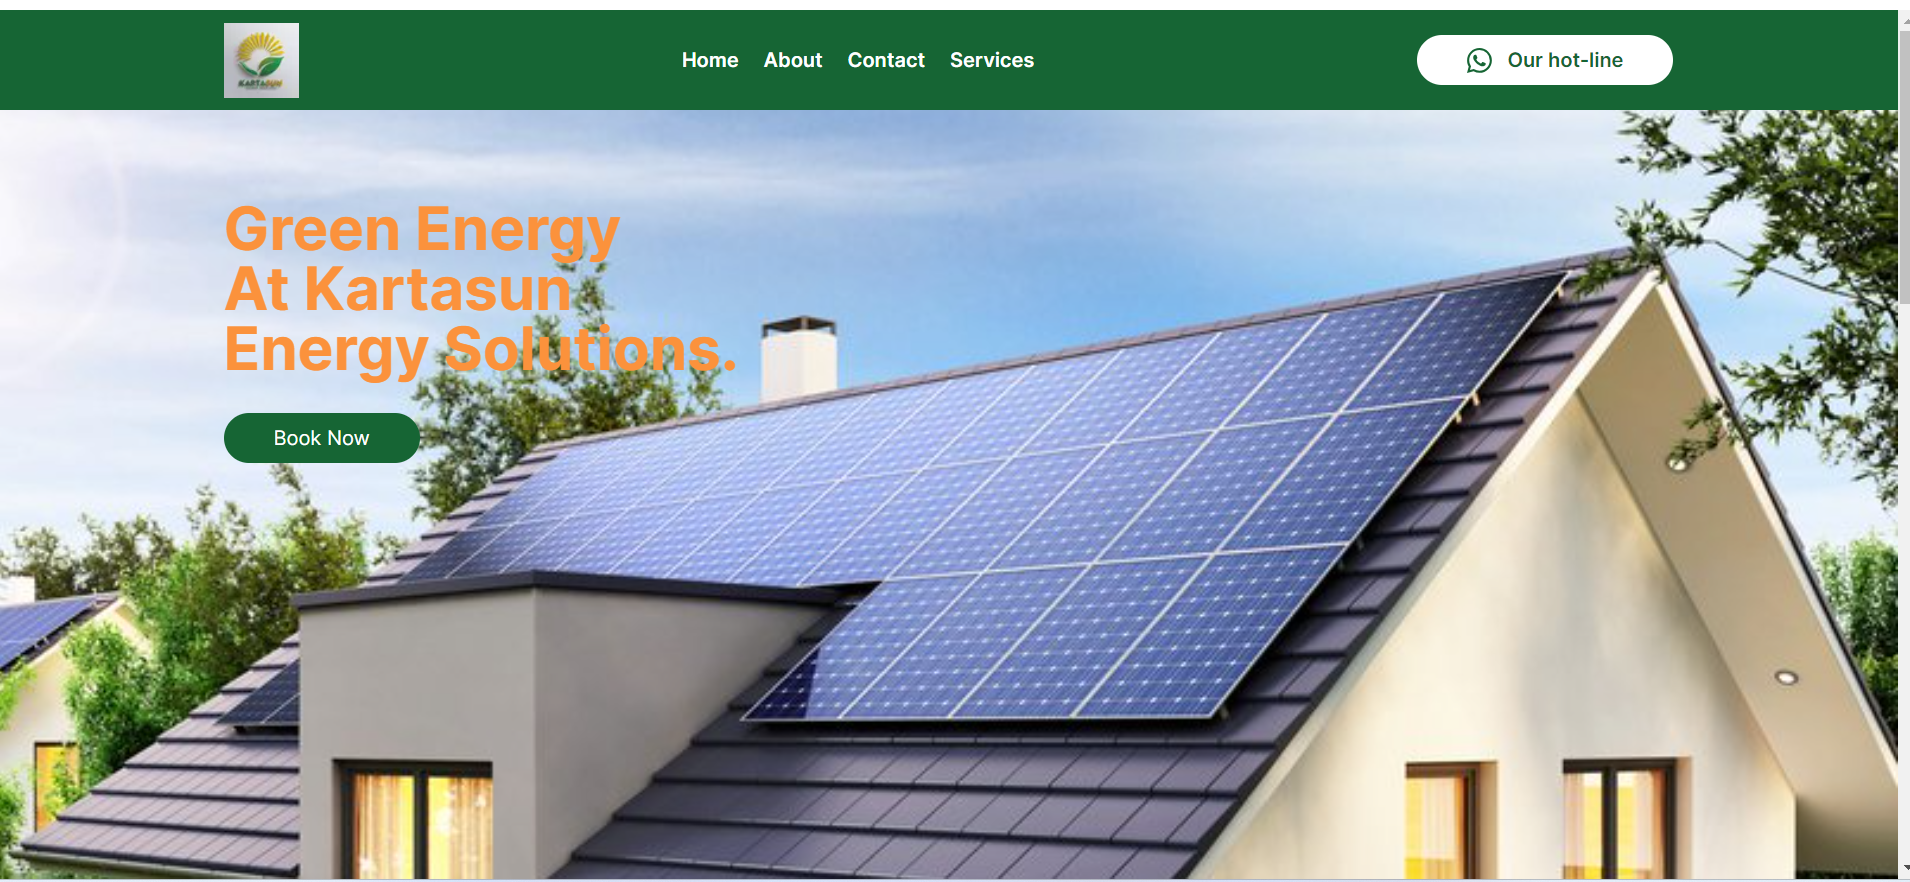 KARTASUN
Home About Contact Services
Our hot-line
Green Energy
At Kartasun
Energy Solutions.
Book Now